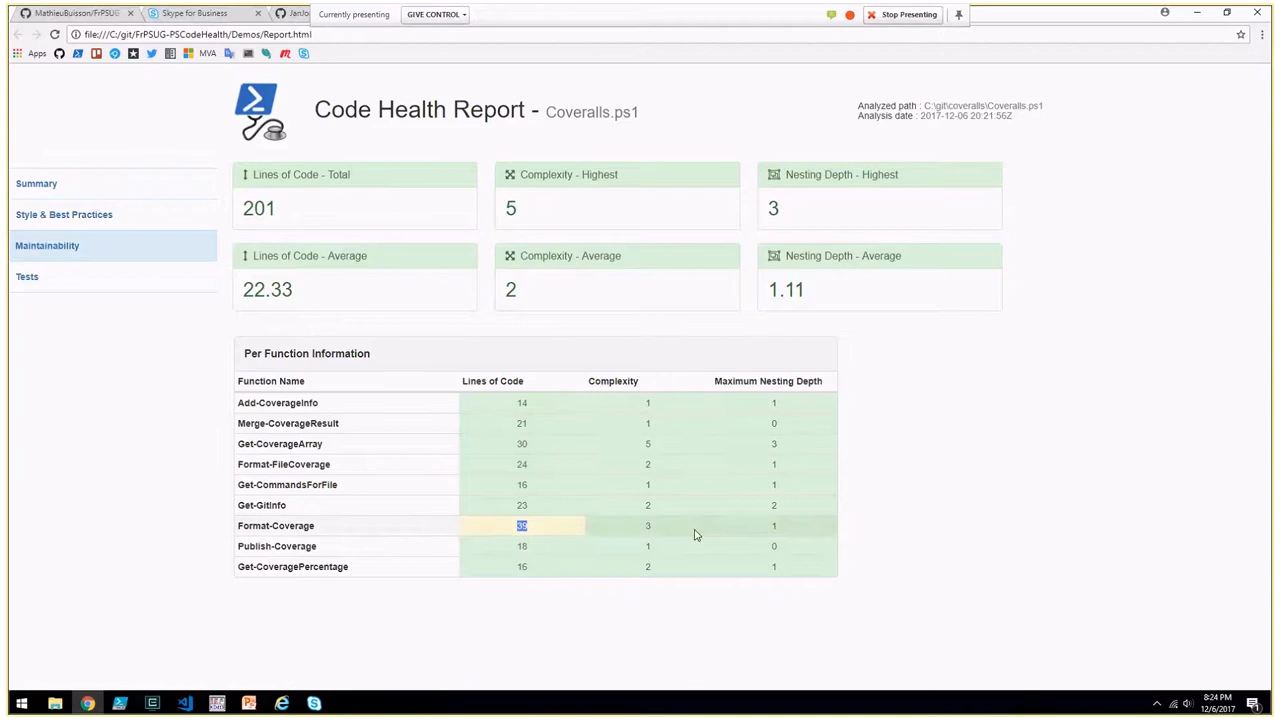 MathieuBuisson/FrPSUG-
Skype for Business
JanJo
Currently presenting
GIVE CONTROL
Stop Presenting
file:///C:/git/FrPSUG-PSCodeHealth/Demos/Report.html
Apps
MVA
Code Health Report - Coveralls.ps1
Analyzed path : C:\git\coveralls\Coveralls.ps1
Analysis date : 2017-12-06 20:21:56Z
Summary
Style & Best Practices
Maintainability
Tests
Lines of Code - Total
201
Complexity - Highest
5
Nesting Depth - Highest
3
Lines of Code - Average
22.33
Complexity - Average
2
Nesting Depth - Average
1.11
Per Function Information
Function Name Lines of Code Complexity Maximum Nesting Depth
Add-CoverageInfo 14 1 1
Merge-CoverageResult 21 1 0
Get-CoverageArray 30 5 3
Format-FileCoverage 24 2 1
Get-CommandsForFile 16 1 1
Get-GitInfo 23 2 2
Format-Coverage 39 3 1
Publish-Coverage 18 1 0
Get-CoveragePercentage 16 2 1
8:24 PM
12/6/2017